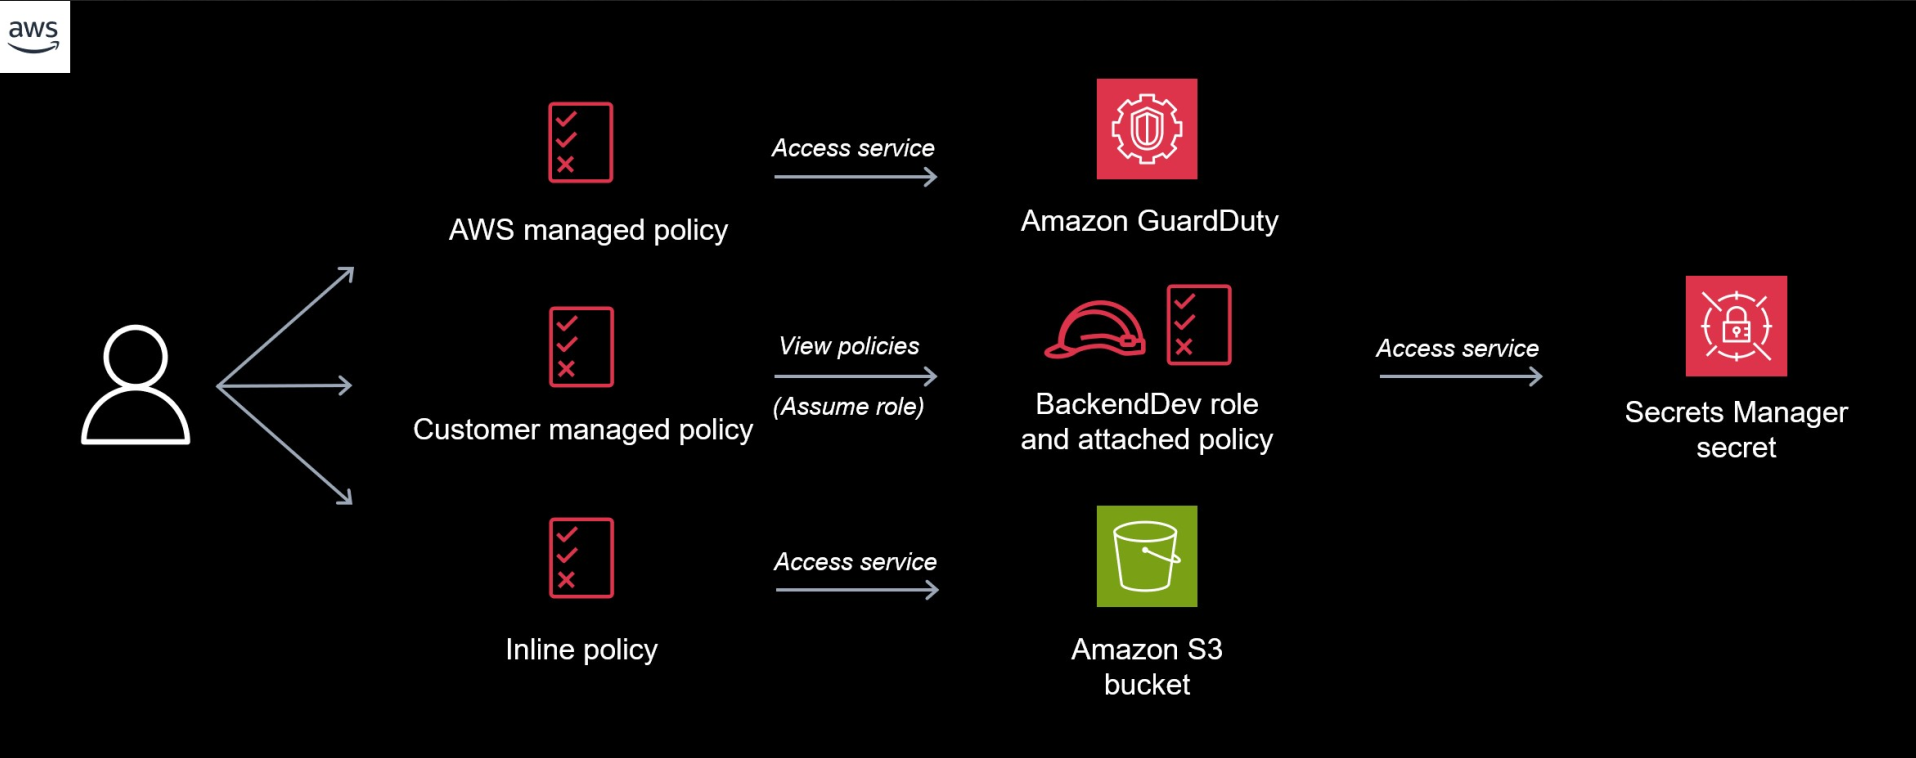 aws
Access service
AWS managed policy
Amazon GuardDuty
View policies
(Assume role)
Customer managed policy
BackendDev role
and attached policy
Access service
Secrets Manager
secret
Access service
Inline policy
Amazon S3
bucket